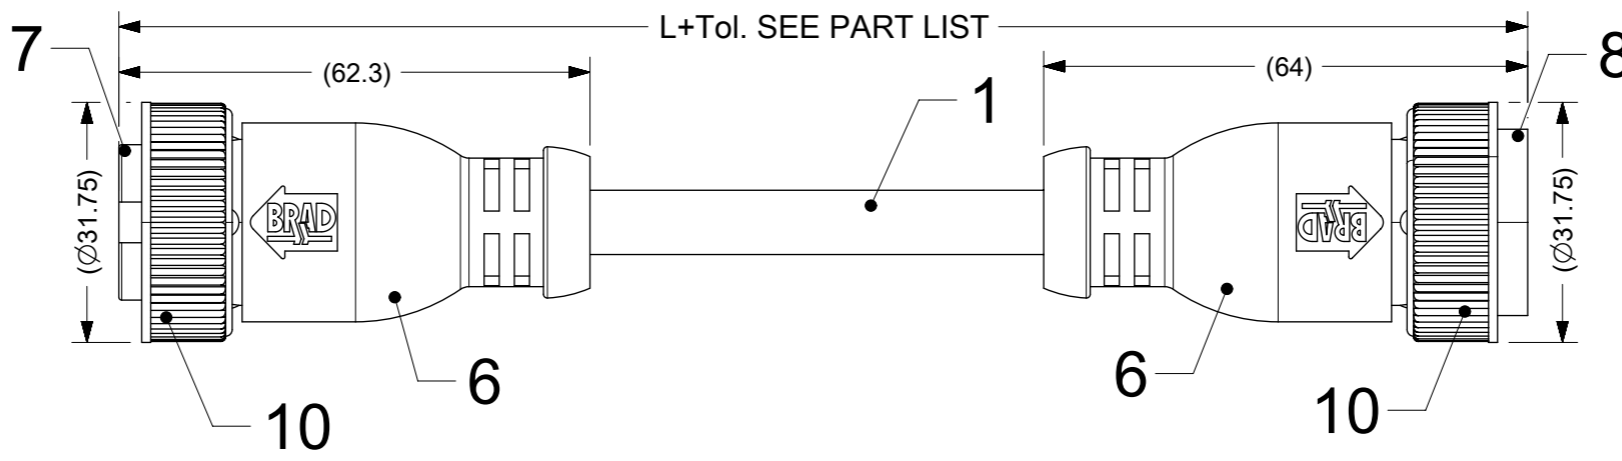 L+Tol. SEE PART LIST
7
(62.3)
(64)
8
1
(Ø31.75)
BRAD
BRAD
(Ø31.75)
6
6
10
10